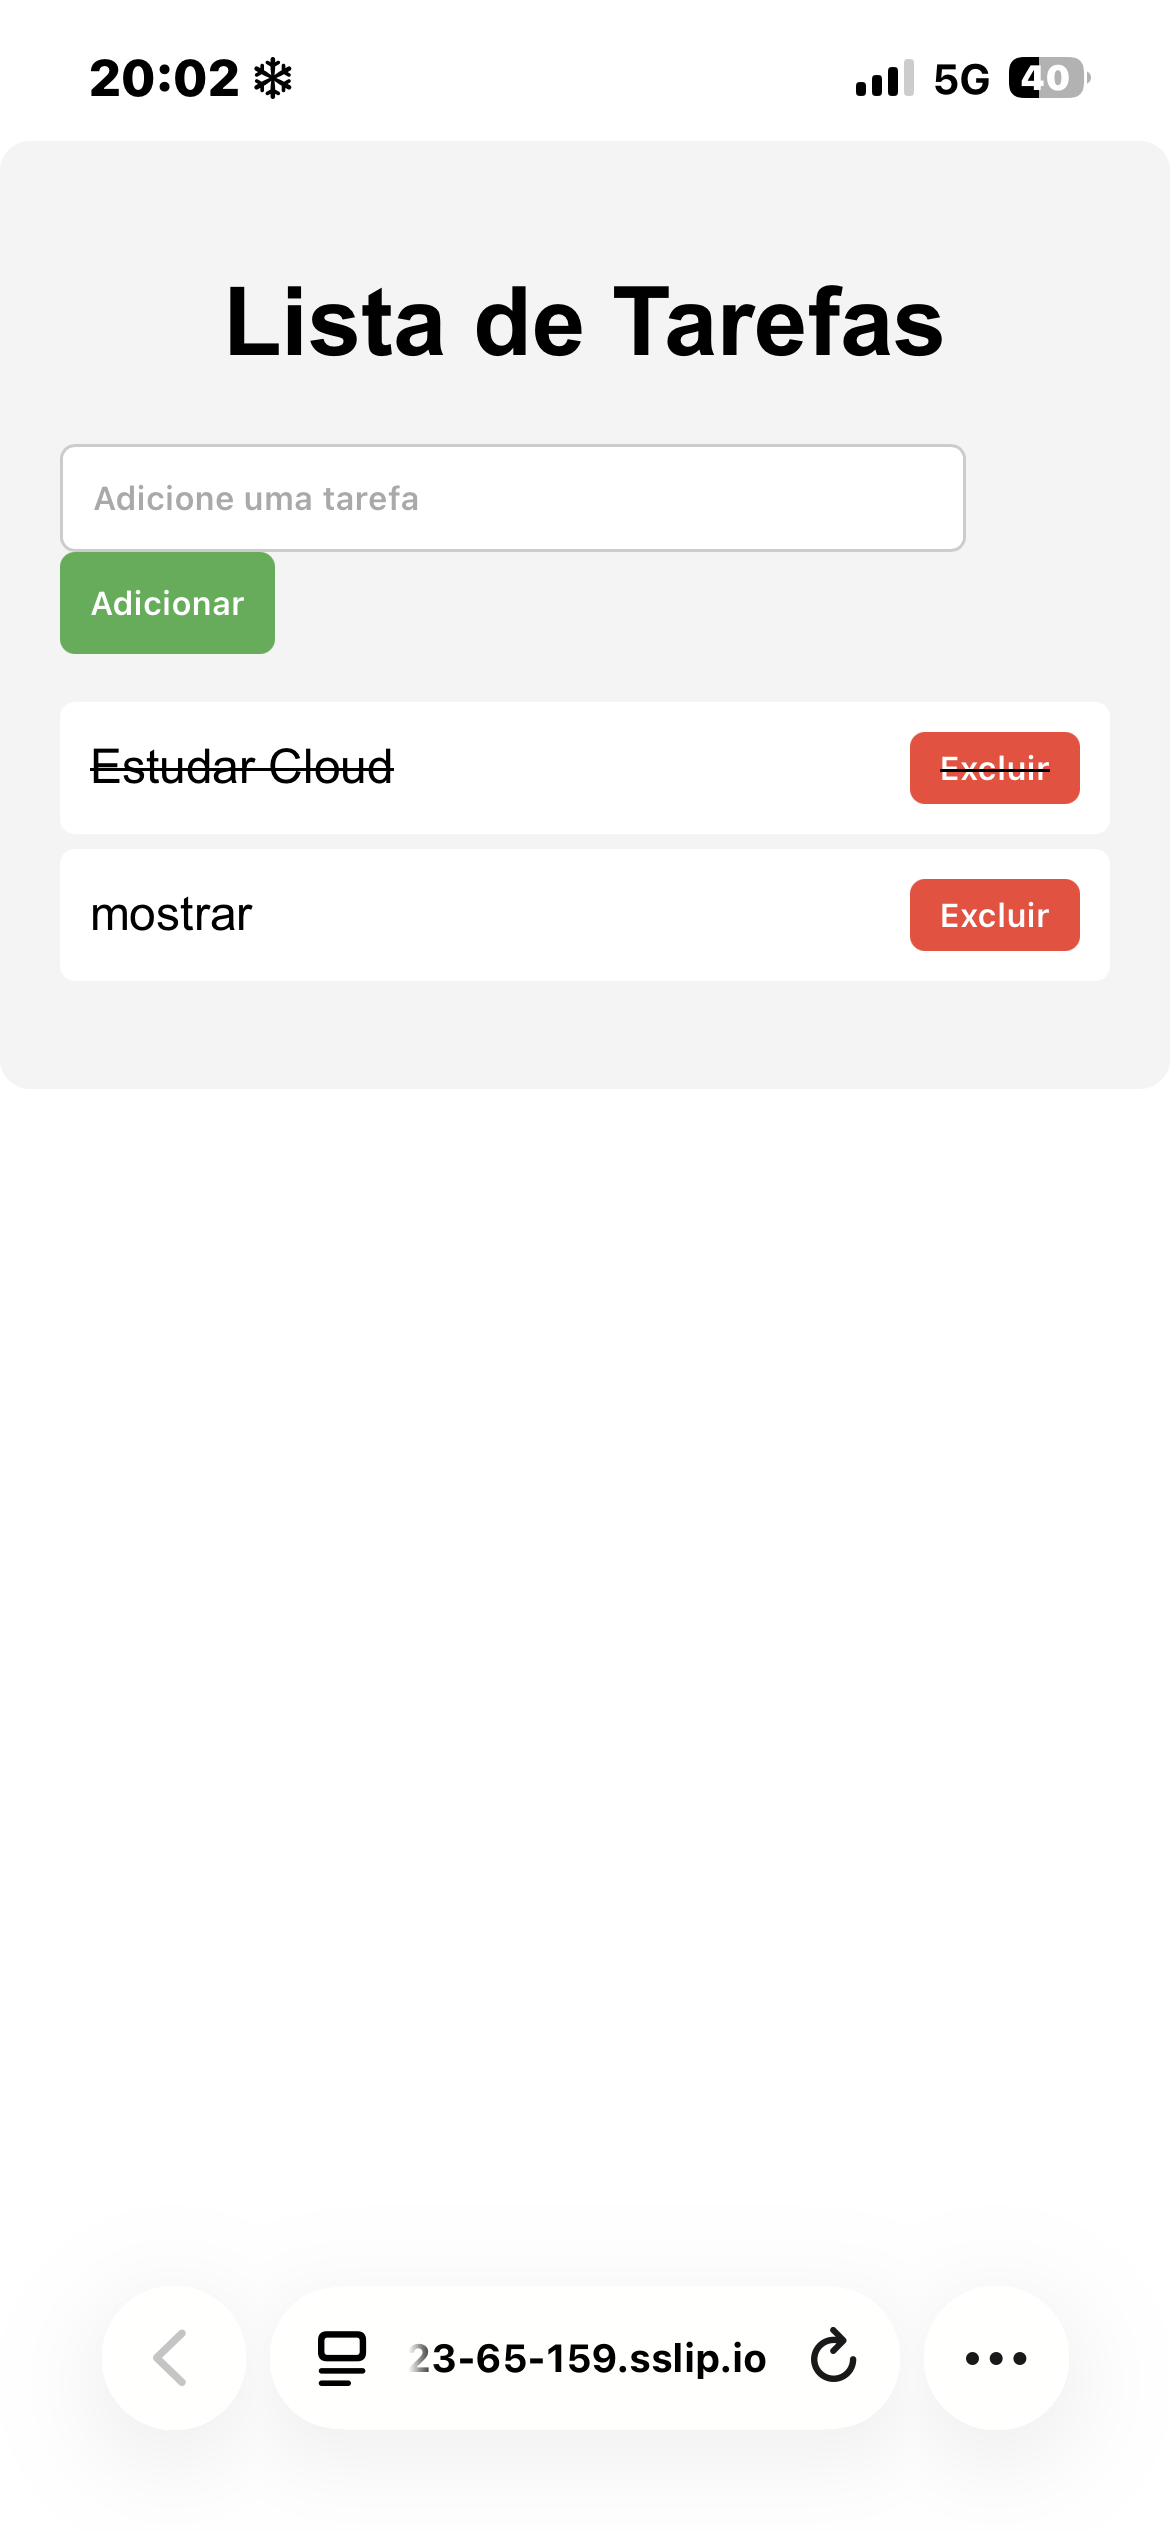 20:02
5G 40
Lista de Tarefas
Adicione uma tarefa
Adicionar
Estudar Cloud Excluir
mostrar Excluir
23-65-159.sslip.io